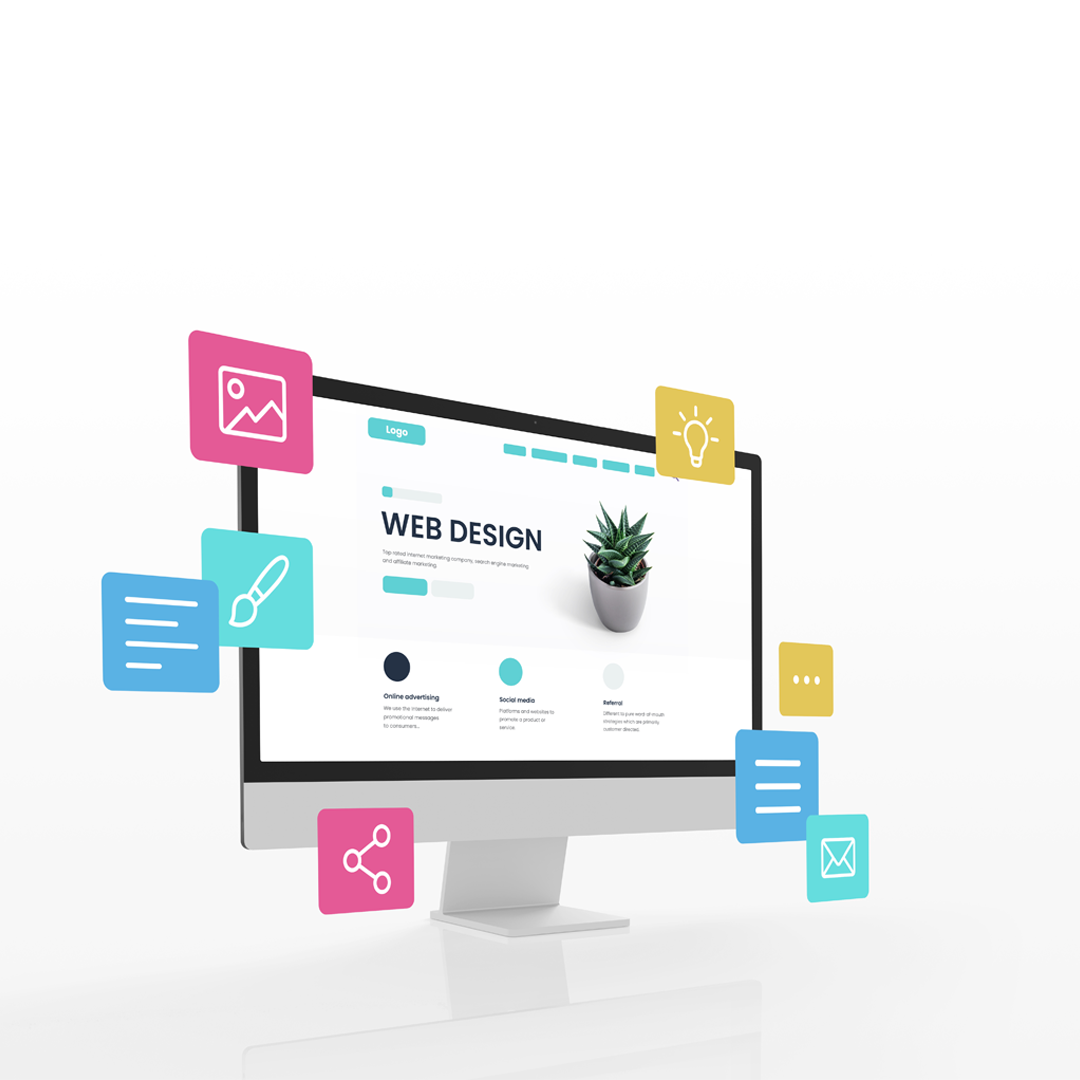 Logo
WEB DESIGN
Top rated internet marketing company, search engine marketing
and affiliate marketing
Online advertising
We use the internet to deliver
promotional messages
to consumers...
Social media
Platforms and websites to
promote a product or
service.
Referral
Different to pure word of mouth
strategies which are primarily
customer directed.